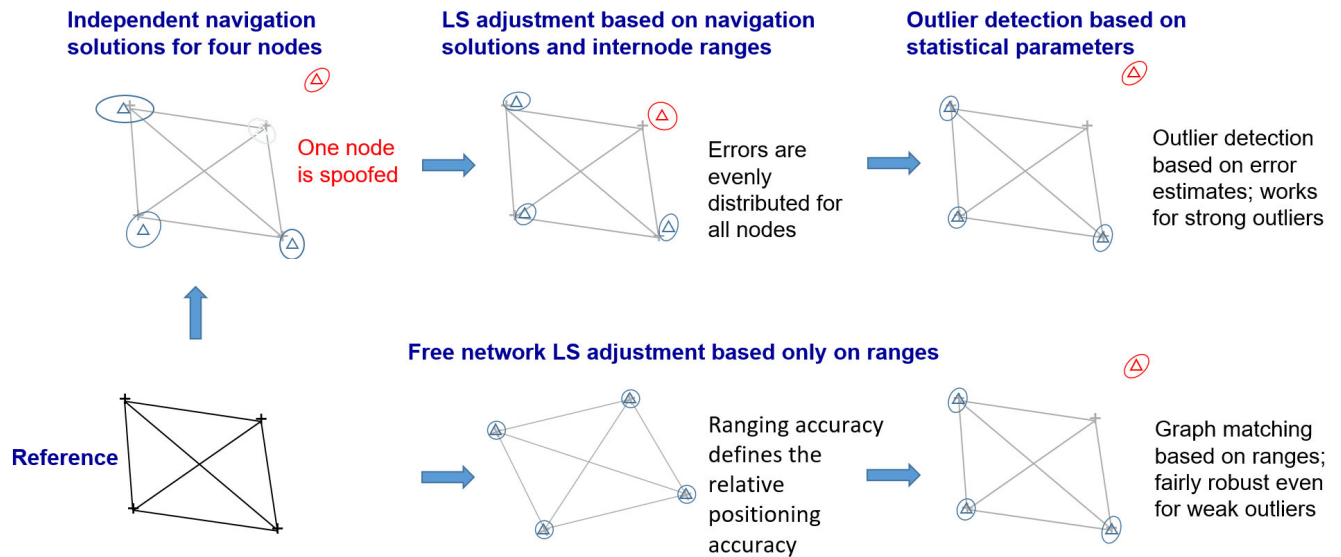 Independent navigation
solutions for four nodes
LS adjustment based on navigation
solutions and internode ranges
Outlier detection based on
statistical parameters
One node
is spoofed
Errors are
evenly
distributed for
all nodes
Outlier detection
based on error
estimates; works
for strong outliers
Free network LS adjustment based only on ranges
Reference
Ranging accuracy
defines the
relative
positioning
accuracy
Graph matching
based on ranges;
fairly robust even
for weak outliers